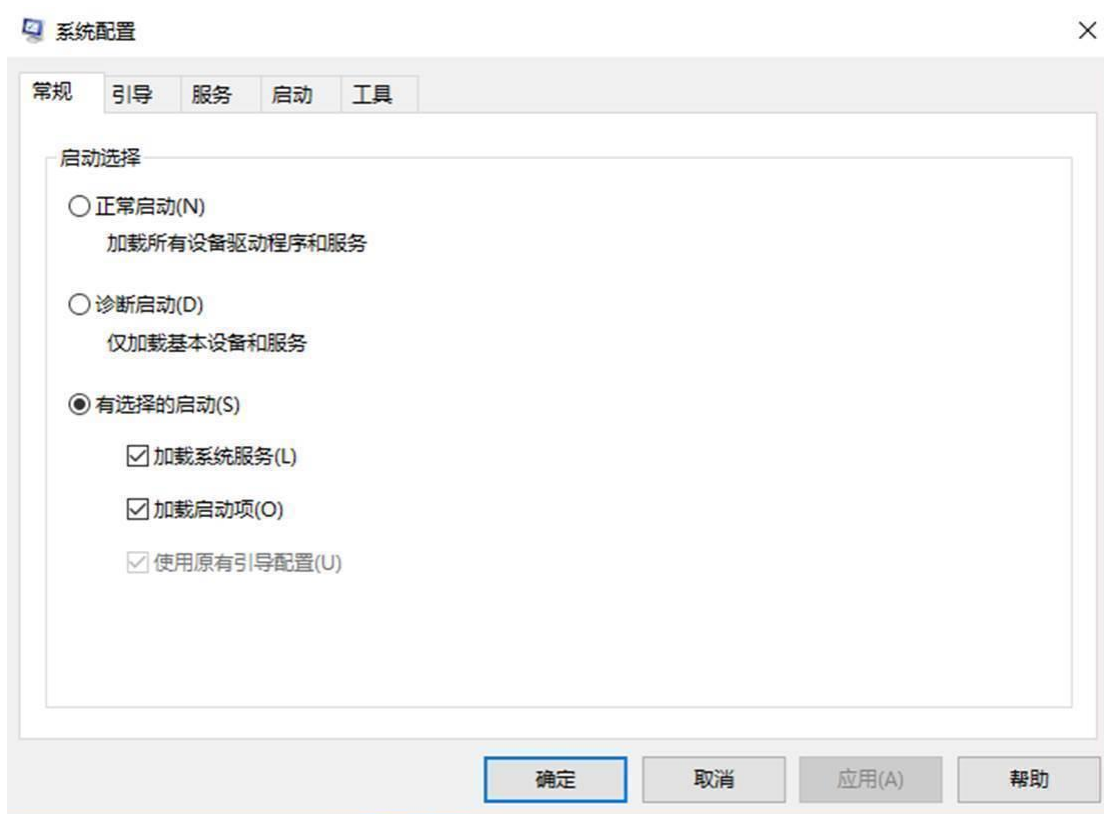 系统配置
常规 引导 服务 启动 工具
启动选择
正常启动(N)
加载所有设备驱动程序和服务
诊断启动(D)
仅加载基本设备和服务
有选择的启动(S)
加载系统服务(L)
加载启动项(O)
使用原有引导配置(U)
确定 取消 应用(A) 帮助